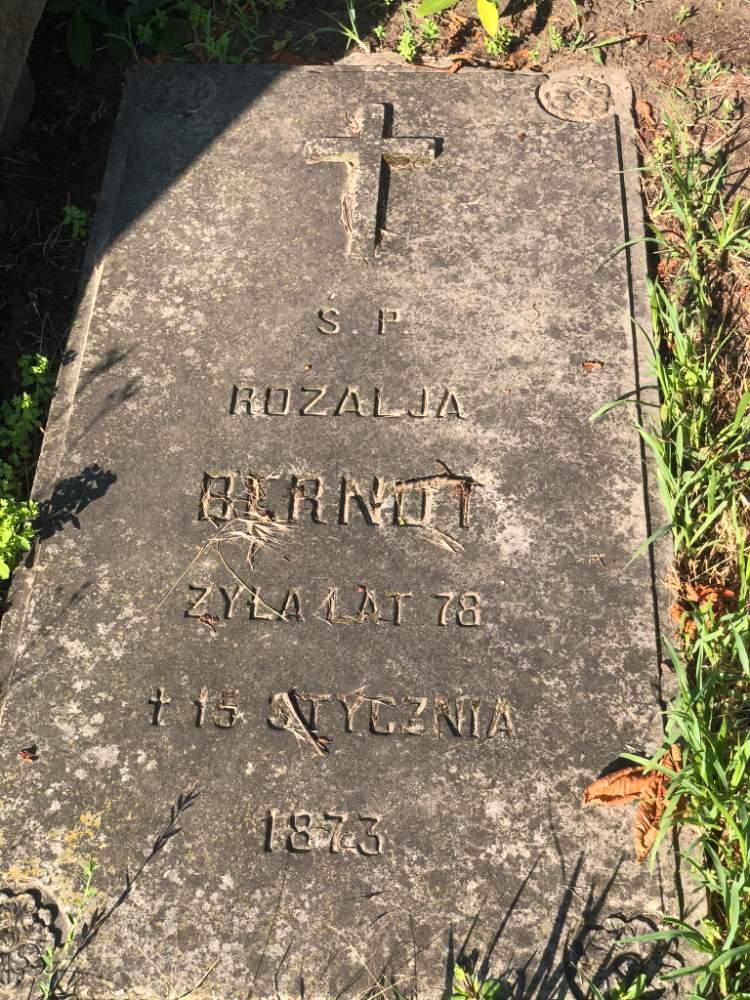 S. P.
ROZALJA
BERNDT
ŻYŁA LAT 78
† 15 STYCZNIA
1873